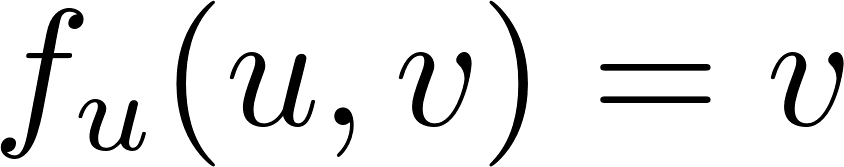 $f_u(u,v) = v$